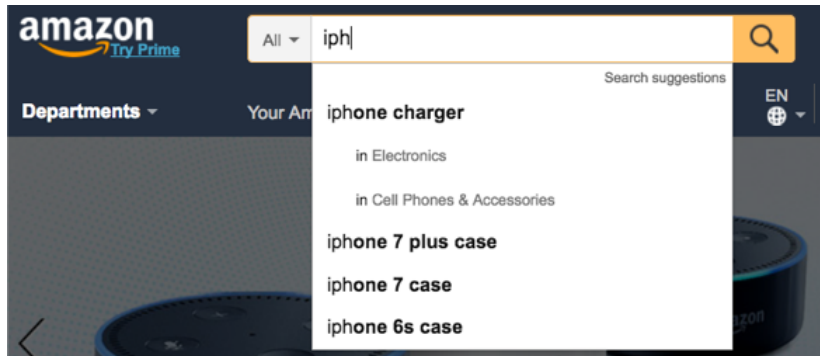 amazon
Try Prime
All
iph
Search suggestions
Departments
Your Am
EN
iphone charger
in Electronics
in Cell Phones & Accessories
iphone 7 plus case
iphone 7 case
iphone 6s case
azon